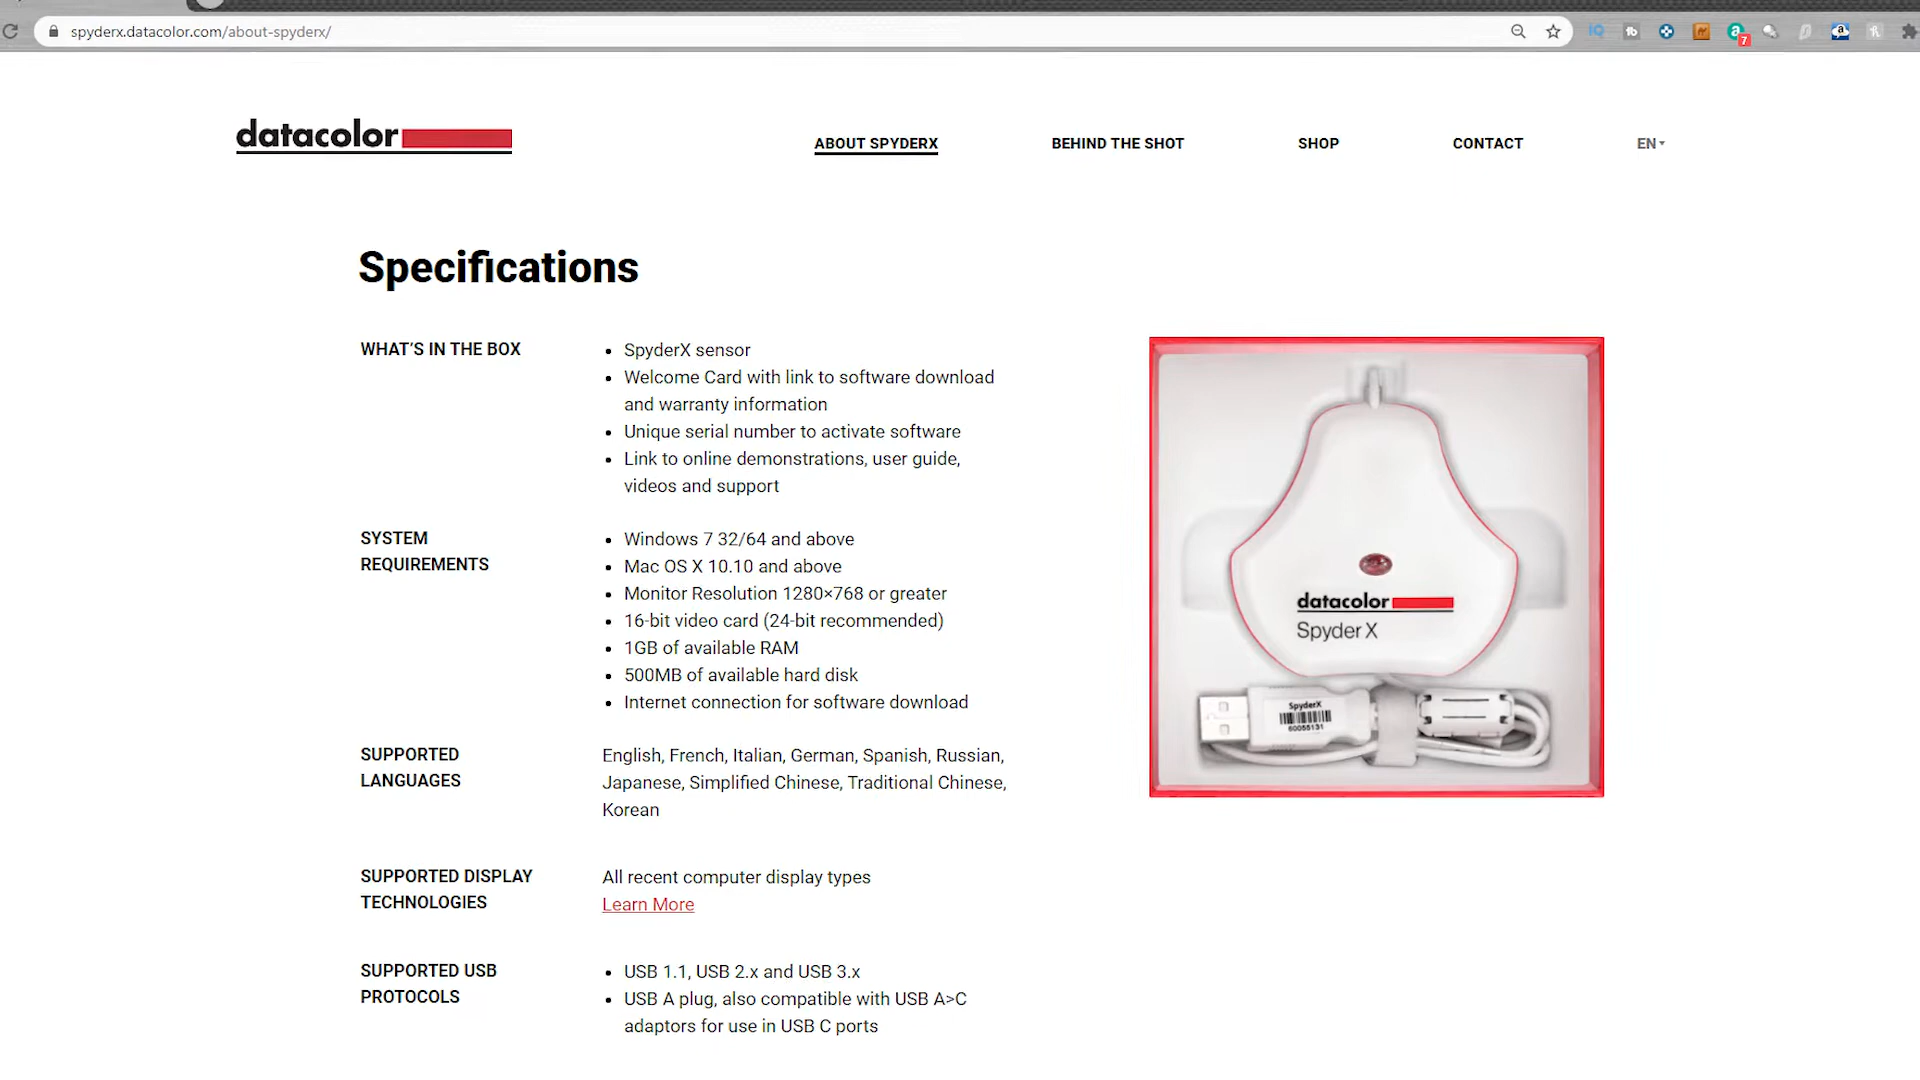 spyderx.datacolor.com/about-spyderx/
7
datacolor
ABOUT SPYDERX
BEHIND THE SHOT
SHOP
CONTACT
EN
Specifications
WHAT'S IN THE BOX
• SpyderX sensor
• Welcome Card with link to software download
and warranty information
• Unique serial number to activate software
• Link to online demonstrations, user guide,
videos and support
SYSTEM
REQUIREMENTS
• Windows 7 32/64 and above
• Mac OS X 10.10 and above
• Monitor Resolution 1280×768 or greater
• 16-bit video card (24-bit recommended)
• 1GB of available RAM
• 500MB of available hard disk
• Internet connection for software download
SUPPORTED
LANGUAGES
English, French, Italian, German, Spanish, Russian,
Japanese, Simplified Chinese, Traditional Chinese,
Korean
SUPPORTED DISPLAY
TECHNOLOGIES
All recent computer display types
Learn More
SUPPORTED USB
PROTOCOLS
• USB 1.1, USB 2.x and USB 3.x
• USB A plug, also compatible with USB A>C
adaptors for use in USB C ports
datacolor
Spyder X
SpyderX
60055131